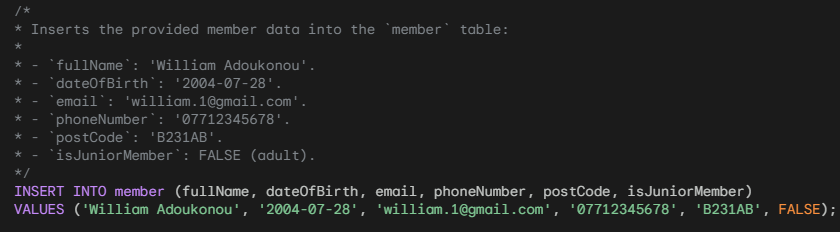 /*
* Inserts the provided member data into the `member` table:
*
* - `fullName`: 'William Adoukonou'.
* - `dateOfBirth`: '2004-07-28'.
* - `email`: 'william.1@gmail.com'.
* - `phoneNumber`: '07712345678'.
* - `postCode`: 'B231AB'.
* - `isJuniorMember`: FALSE (adult).
*/
INSERT INTO member (fullName, dateOfBirth, email, phoneNumber, postCode, isJuniorMember)
VALUES ('William Adoukonou', '2004-07-28', 'william.1@gmail.com', '07712345678', 'B231AB', FALSE);